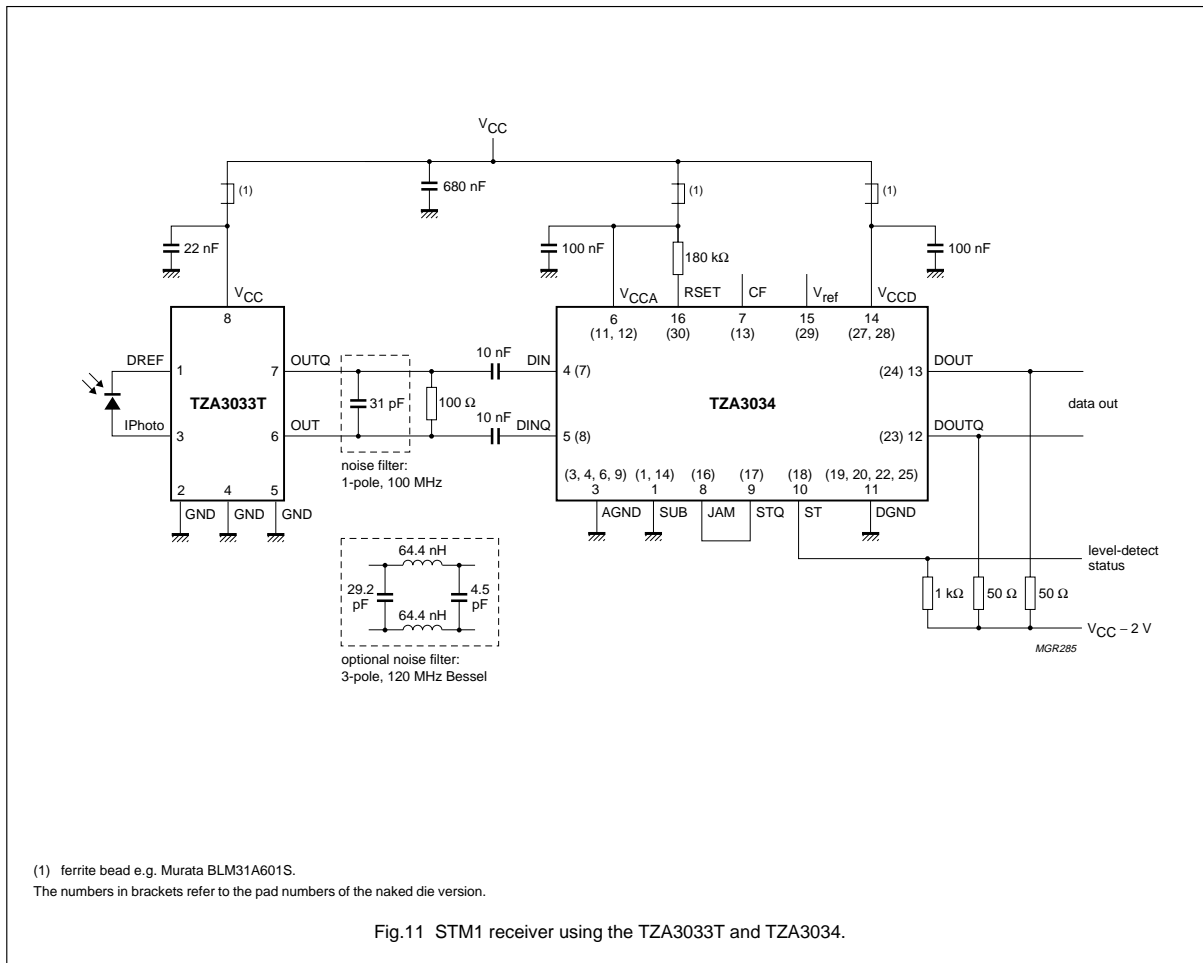 VCC
(1)
680 nF
(1)
(1)
22 nF
100 nF
180 kΩ
100 nF
VCC
8
VCCA
RSET
CF
Vref
VCCD
6
16
7
15
14
(11, 12)
(30)
(13)
(29)
(27, 28)
DREF
1
7
OUTQ
10 nF
DIN
4 (7)
(24) 13
DOUT
TZA3033T
31 pF
100 Ω
TZA3034
data out
IPhoto
3
6
OUT
10 nF
DINQ
5 (8)
(23) 12
DOUTQ
noise filter:
1-pole, 100 MHz
2
4
5
GND
GND
GND
(3, 4, 6, 9)
(1, 14)
(16)
(17)
(18)
(19, 20, 22, 25)
3
1
8
9
10
11
AGND
SUB
JAM
STQ
ST
DGND
64.4 nH
29.2
pF
4.5
pF
64.4 nH
optional noise filter:
3-pole, 120 MHz Bessel
level-detect
status
1 kΩ
50 Ω
50 Ω
VCC – 2 V
MGR285
(1) ferrite bead e.g. Murata BLM31A601S.
The numbers in brackets refer to the pad numbers of the naked die version.
Fig.11 STM1 receiver using the TZA3033T and TZA3034.